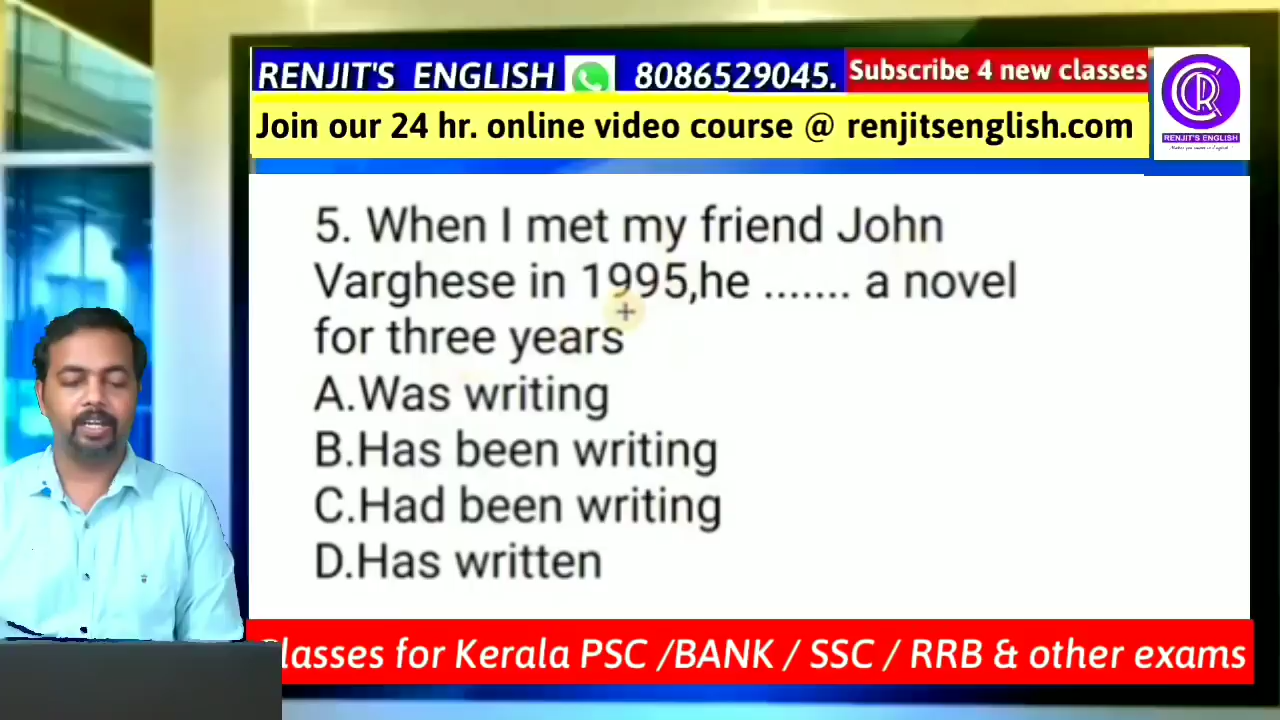 RENJIT'S ENGLISH 8086529045. Subscribe 4 new classes
Join our 24 hr. online video course @ renjitsenglish.com
RENJIT'S ENGLISH
5. When I met my friend John
Varghese in 1995,he ....... a novel
for three years
A.Was writing
B.Has been writing
C.Had been writing
D.Has written
lasses for Kerala PSC /BANK / SSC / RRB & other exams